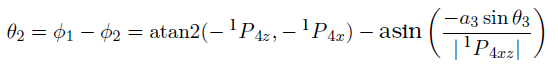 θ₂ = ϕ₁ − ϕ₂ = atan2(− ¹P₄z, − ¹P₄ₓ) − asin ( −a₃ sin θ₃ / | ¹P₄ₓz| )